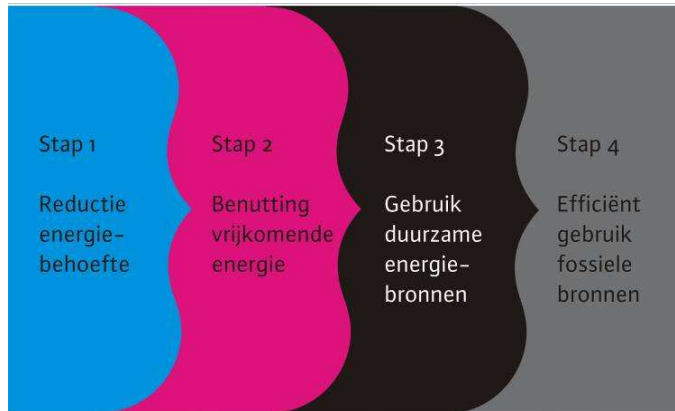 Stap 1
Reductie
energie-
behoefte
Stap 2
Benutting
vrijkomende
energie
Stap 3
Gebruik
duurzame
energie-
bronnen
Stap 4
Efficiënt
gebruik
fossiele
bronnen